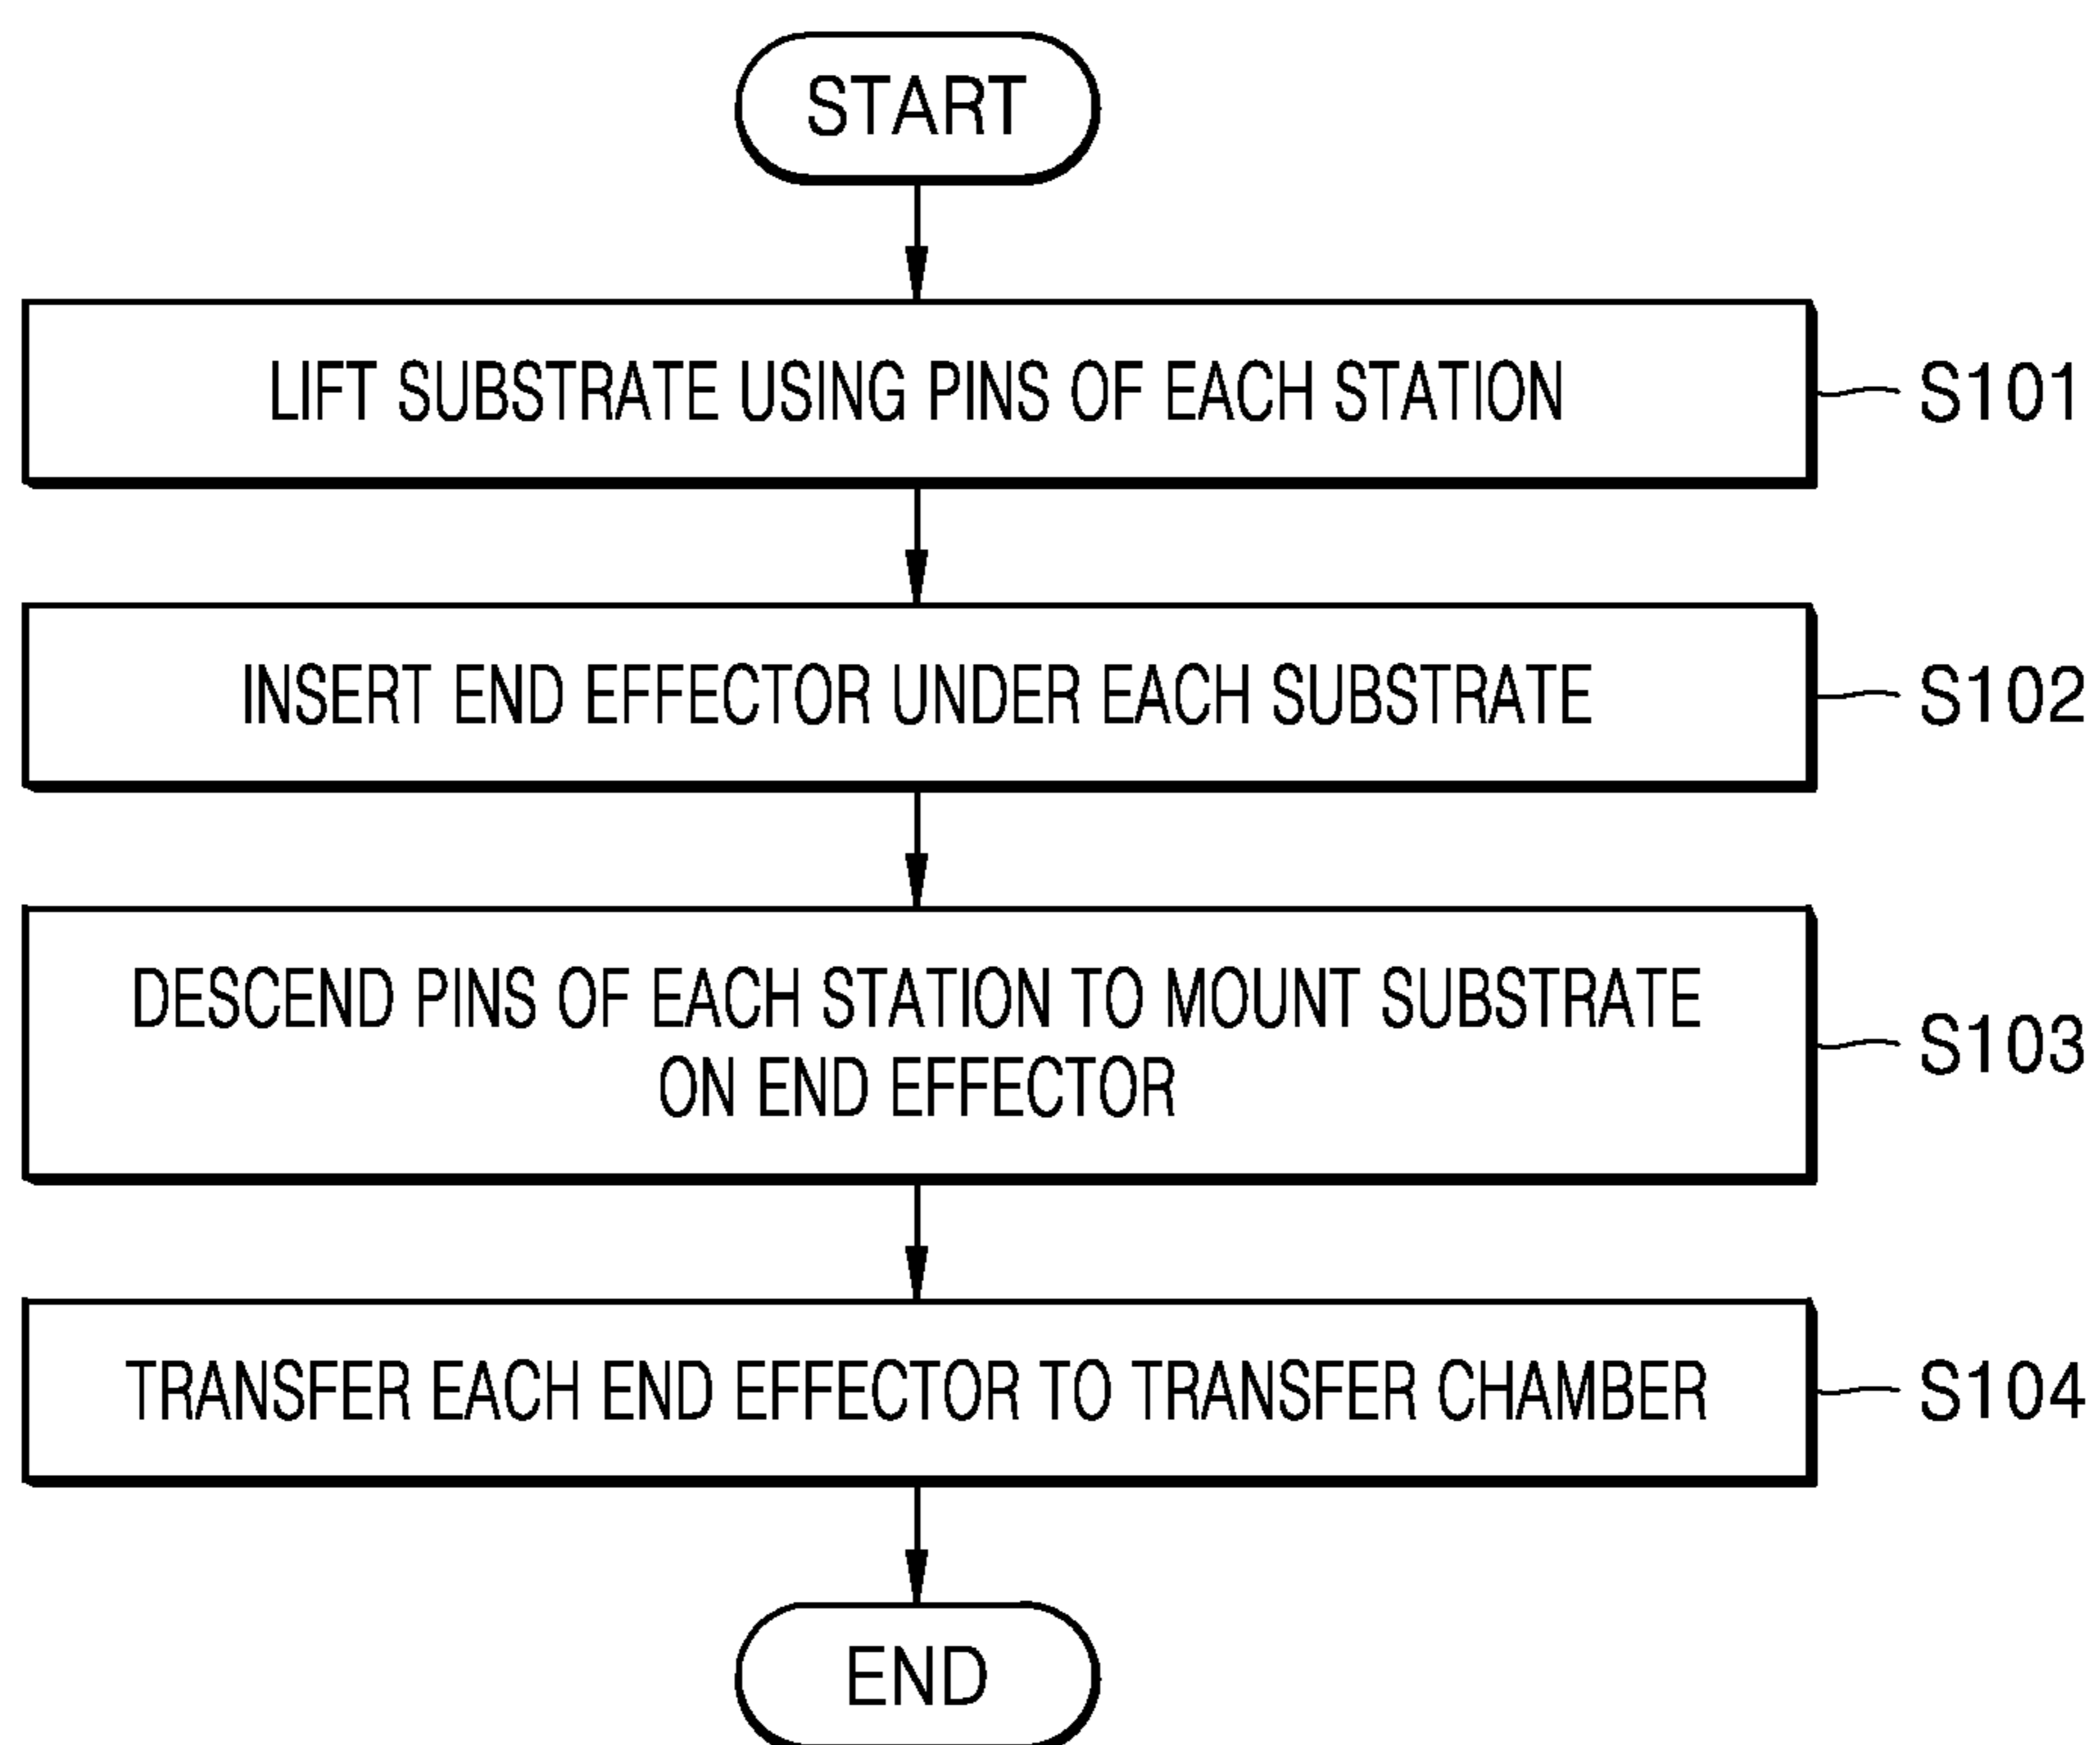 START
LIFT SUBSTRATE USING PINS OF EACH STATION
S101
INSERT END EFFECTOR UNDER EACH SUBSTRATE
S102
DESCEND PINS OF EACH STATION TO MOUNT SUBSTRATE
ON END EFFECTOR
S103
TRANSFER EACH END EFFECTOR TO TRANSFER CHAMBER
S104
END